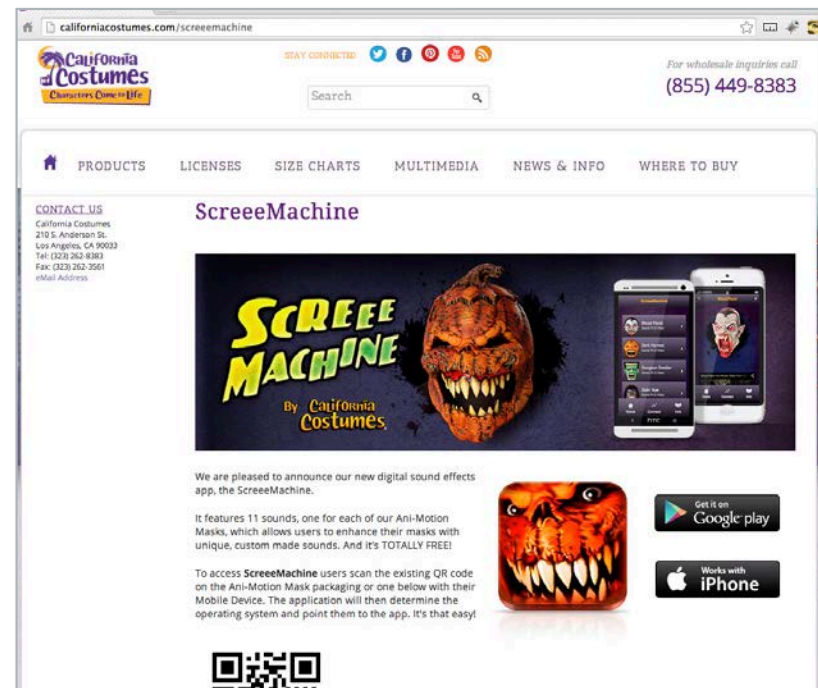 californiacostumes.com/screeemachine
California
Costumes
Characters Come to Life
STAY CONNECTED
You
Tube
Search
For wholesale inquiries call
(855) 449-8383
PRODUCTS LICENSES SIZE CHARTS MULTIMEDIA NEWS & INFO WHERE TO BUY
CONTACT US
California Costumes
210 S. Anderson St.
Los Angeles, CA 90033
Tel: (323) 262-8383
Fax: (323) 262-3561
eMail Address
ScreeeMachine
SCREEE
MACHINE
By California
Costumes
ScreeeMachine
hTC
We are pleased to announce our new digital sound effects
app, the ScreeeMachine.
It features 11 sounds, one for each of our Ani-Motion
Masks, which allows users to enhance their masks with
unique, custom made sounds. And it's TOTALLY FREE!
To access ScreeeMachine users scan the existing QR code
on the Ani-Motion Mask packaging or one below with their
Mobile Device. The application will then determine the
operating system and point them to the app. It's that easy!
Get it on
Google play
Works with
iPhone